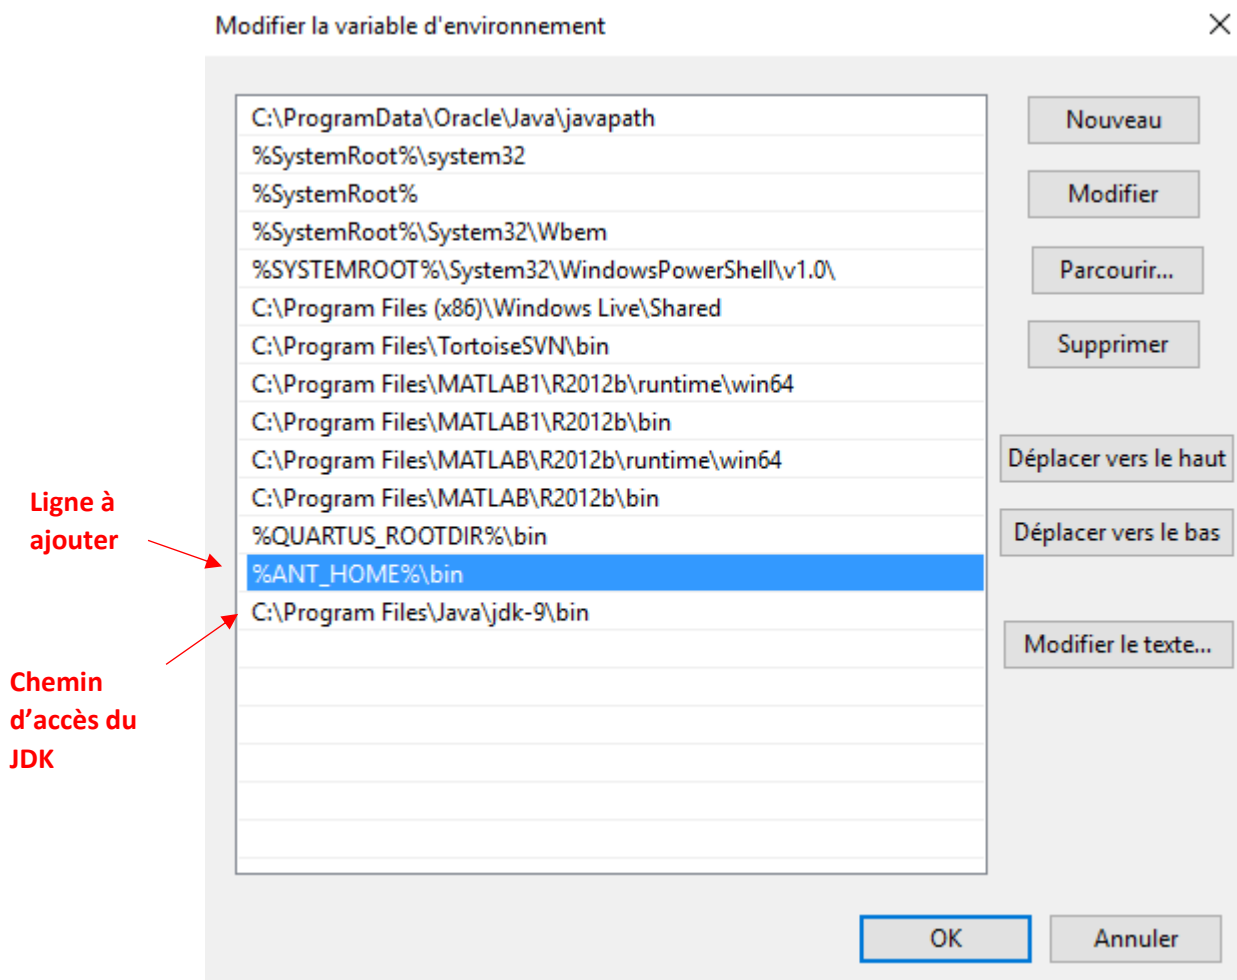 Modifier la variable d'environnement
C:\ProgramData\Oracle\Java\javapath
%SystemRoot%\system32
%SystemRoot%
%SystemRoot%\System32\Wbem
%SYSTEMROOT%\System32\WindowsPowerShell\v1.0\
C:\Program Files (x86)\Windows Live\Shared
C:\Program Files\TortoiseSVN\bin
C:\Program Files\MATLAB1\R2012b\runtime\win64
C:\Program Files\MATLAB1\R2012b\bin
C:\Program Files\MATLAB\R2012b\runtime\win64
C:\Program Files\MATLAB\R2012b\bin
%QUARTUS_ROOTDIR%\bin
%ANT_HOME%\bin
C:\Program Files\Java\jdk-9\bin
Nouveau
Modifier
Parcourir...
Supprimer
Déplacer vers le haut
Déplacer vers le bas
Modifier le texte...
Ligne à
ajouter
Chemin
d’accès du
JDK
OK
Annuler